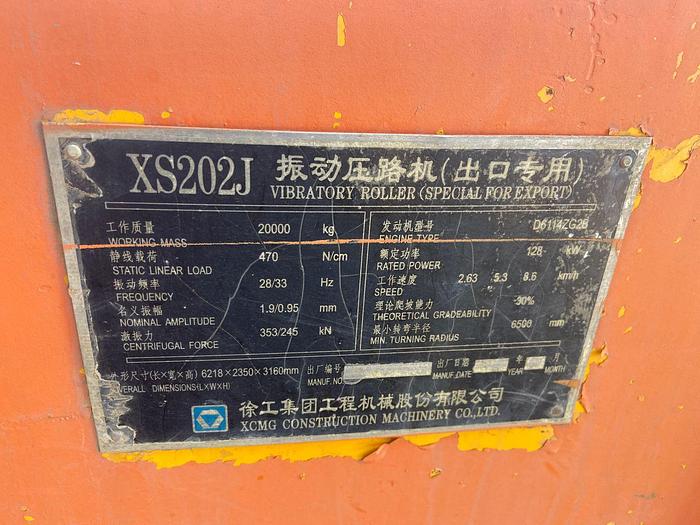 XS202J 振动压路机(出口专用)
VIBRATORY ROLLER (SPECIAL FOR EXPORT)
工作质量 20000 kg
WORKING MASS
静线载荷 470 N/cm
STATIC LINEAR LOAD
振动频率 28/33 Hz
FREQUENCY
名义振幅 1.9/0.95 mm
NOMINAL AMPLITUDE
激振力 353/245 kN
CENTRIFUGAL FORCE
发动机型号 D6114ZG2B
ENGINE TYPE
额定功率 128 kW
RATED POWER
工作速度 2.63 5.3 8.6 km/h
SPEED
理论爬坡能力 30%
THEORETICAL GRADEABILITY
最小转弯半径 6500 mm
MIN. TURNING RADIUS
外形尺寸(长×宽×高) 6218×2350×3160mm 出厂编号 出厂日期 年 月
OVERALL DIMENSIONS(L×W×H) MANUF.NO. MANUF.DATE YEAR MONTH
徐工集团工程机械股份有限公司
XCMG CONSTRUCTION MACHINERY CO.,LTD.